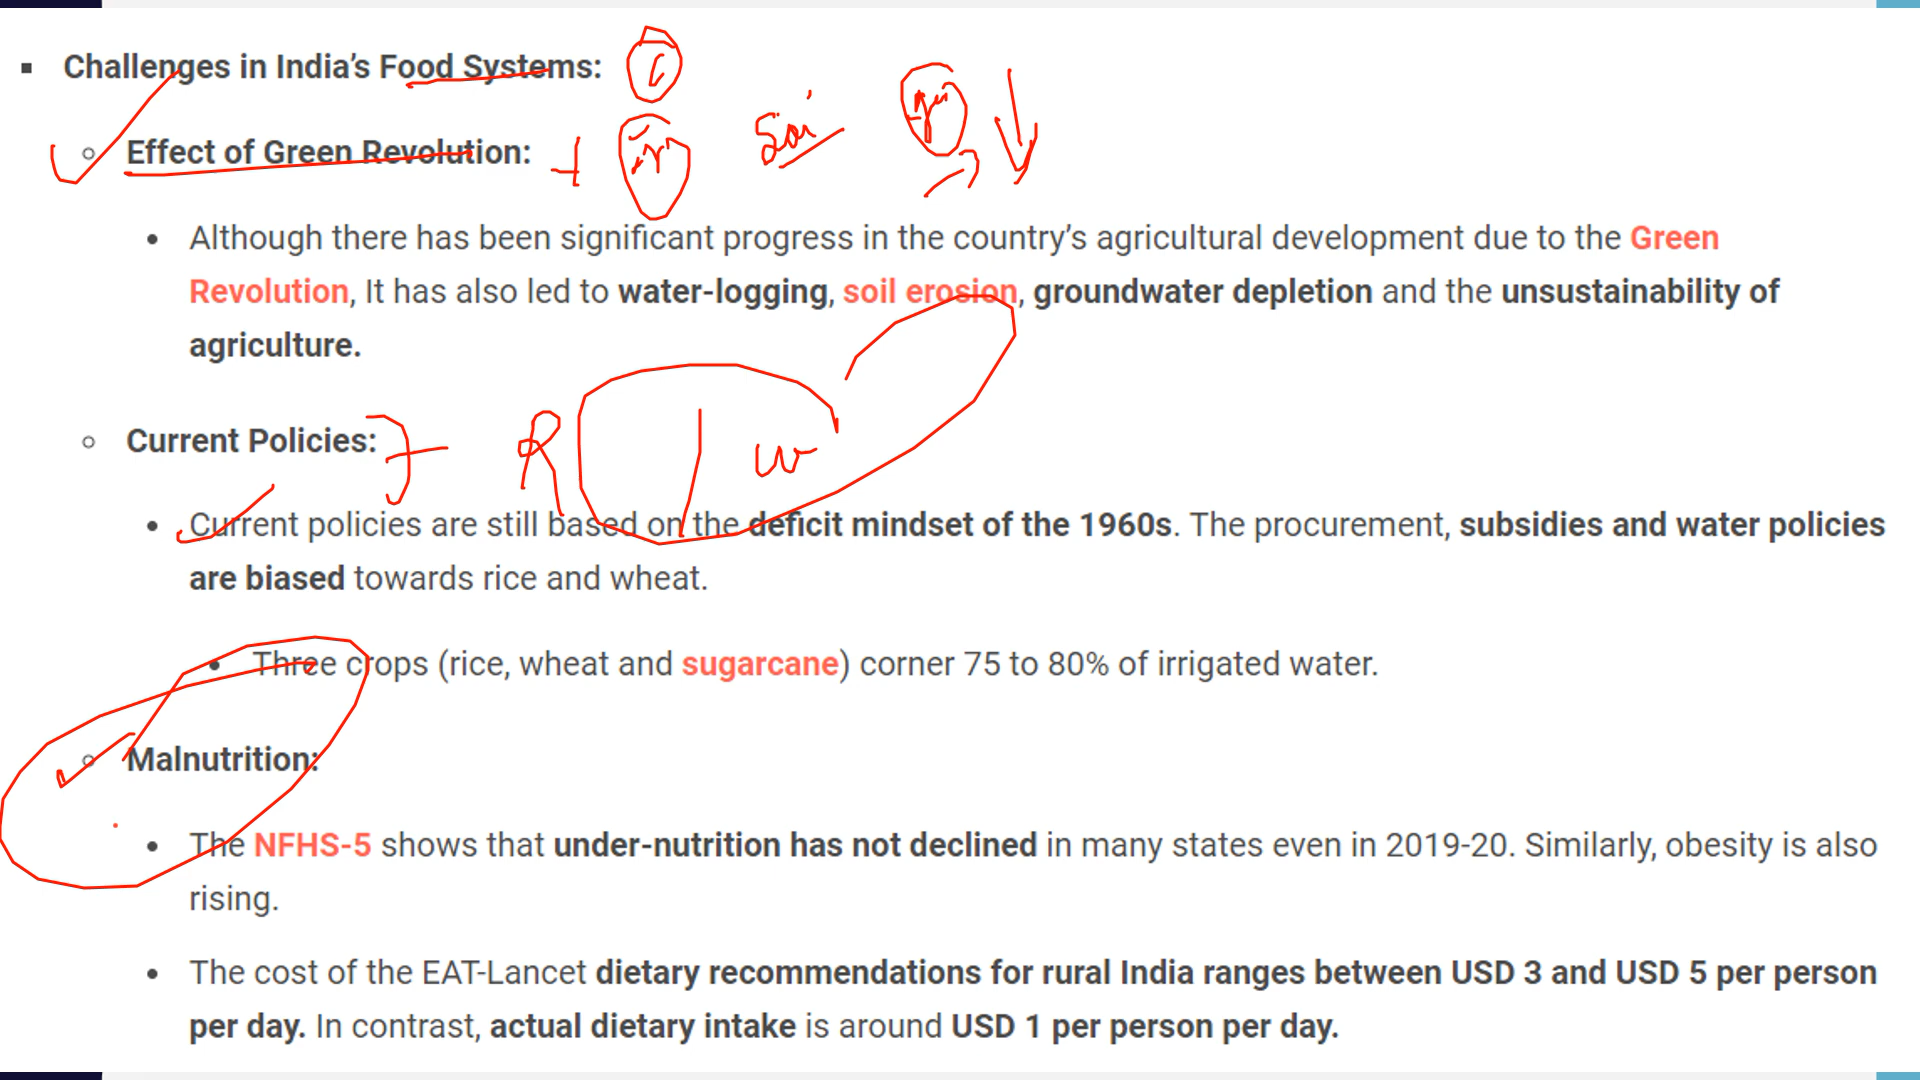 Challenges in India’s Food Systems:
Effect of Green Revolution:
Although there has been significant progress in the country’s agricultural development due to the Green
Revolution, It has also led to water-logging, soil erosion, groundwater depletion and the unsustainability of
agriculture.
Current Policies:
Current policies are still based on the deficit mindset of the 1960s. The procurement, subsidies and water policies
are biased towards rice and wheat.
Three crops (rice, wheat and sugarcane) corner 75 to 80% of irrigated water.
Malnutrition:
The NFHS-5 shows that under-nutrition has not declined in many states even in 2019-20. Similarly, obesity is also
rising.
The cost of the EAT-Lancet dietary recommendations for rural India ranges between USD 3 and USD 5 per person
per day. In contrast, actual dietary intake is around USD 1 per person per day.